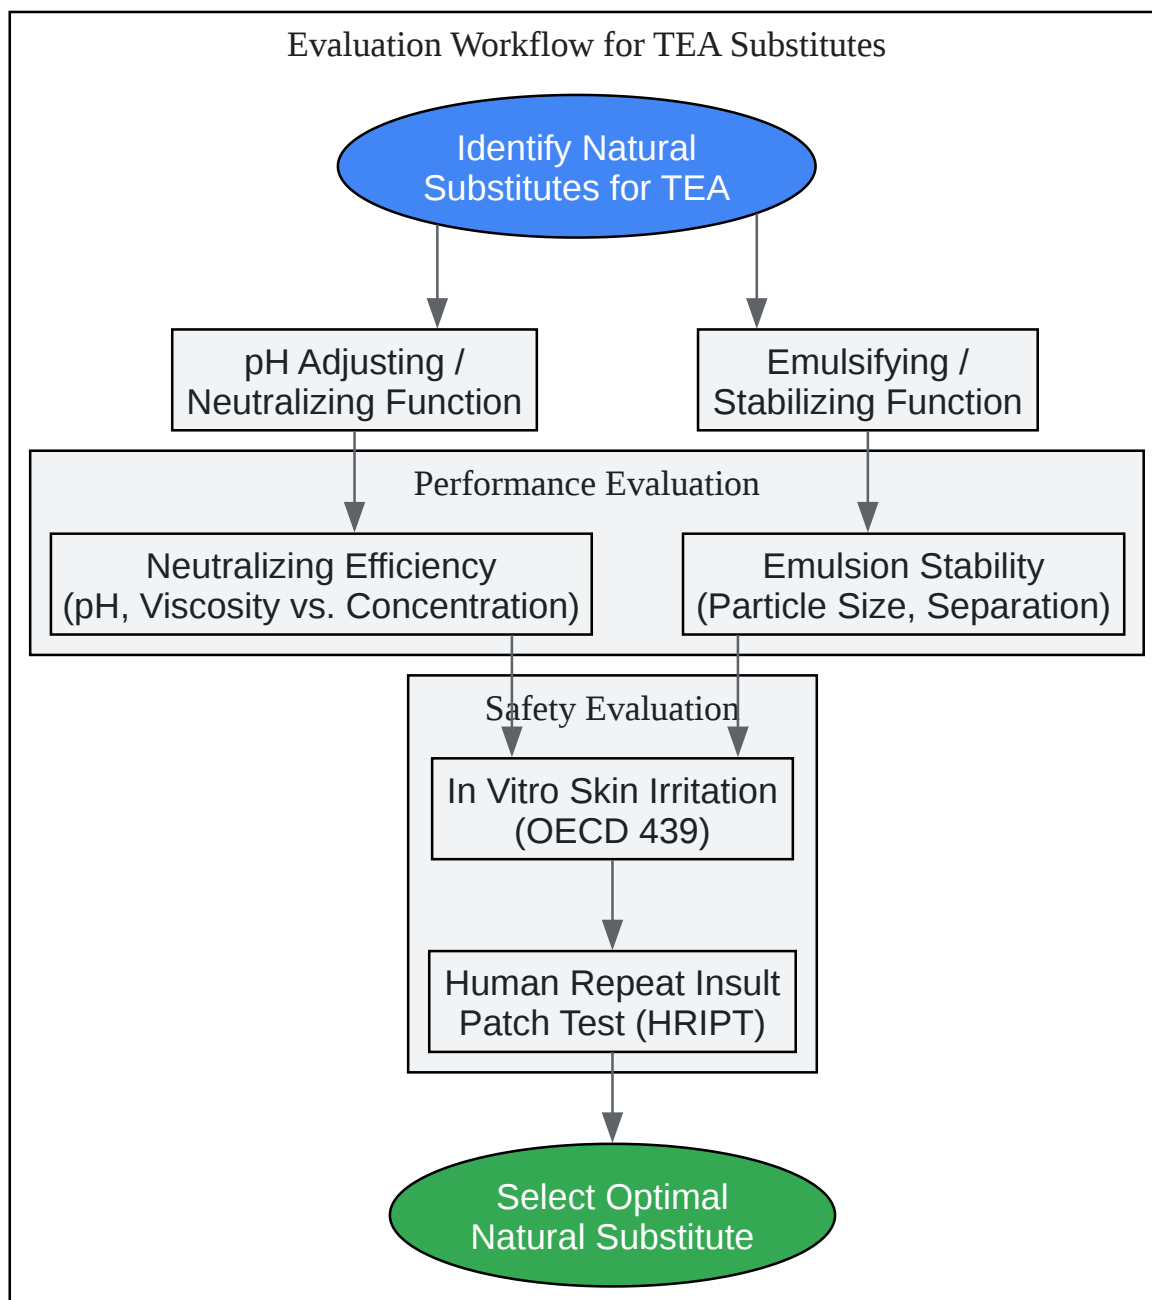 Evaluation Workflow for TEA Substitutes
Identify Natural
Substitutes for TEA
pH Adjusting /
Neutralizing Function
Emulsifying /
Stabilizing Function
Performance Evaluation
Neutralizing Efficiency
(pH, Viscosity vs. Concentration)
Emulsion Stability
(Particle Size, Separation)
Safety Evaluation
In Vitro Skin Irritation
(OECD 439)
Human Repeat Insult
Patch Test (HRIPT)
Select Optimal
Natural Substitute